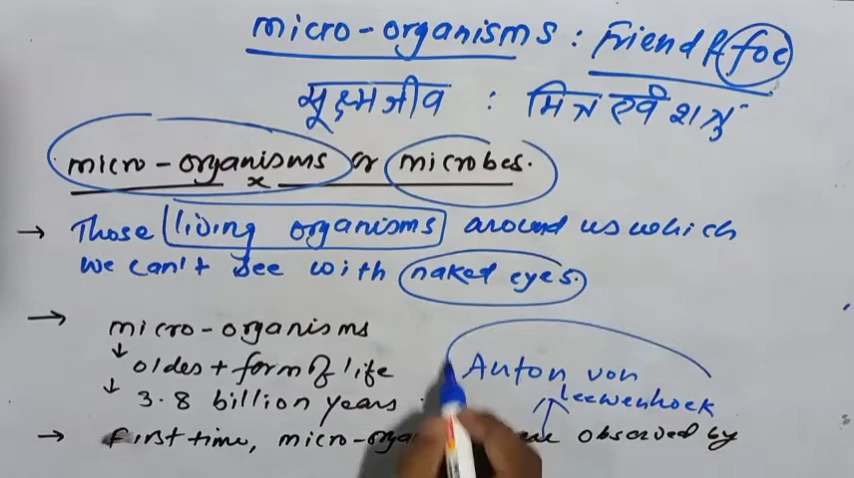 micro-organisms : Friend & foe
सूक्ष्मजीव : मित्र एवं शत्रु
micro-organisms or microbes.
→ Those living organisms around us which
we can't see with naked eyes.
→ micro-organisms
↓ oldest form of life
↓ 3.8 billion years
Anton von
Leewenhoek
→ first time, micro-orga observed by